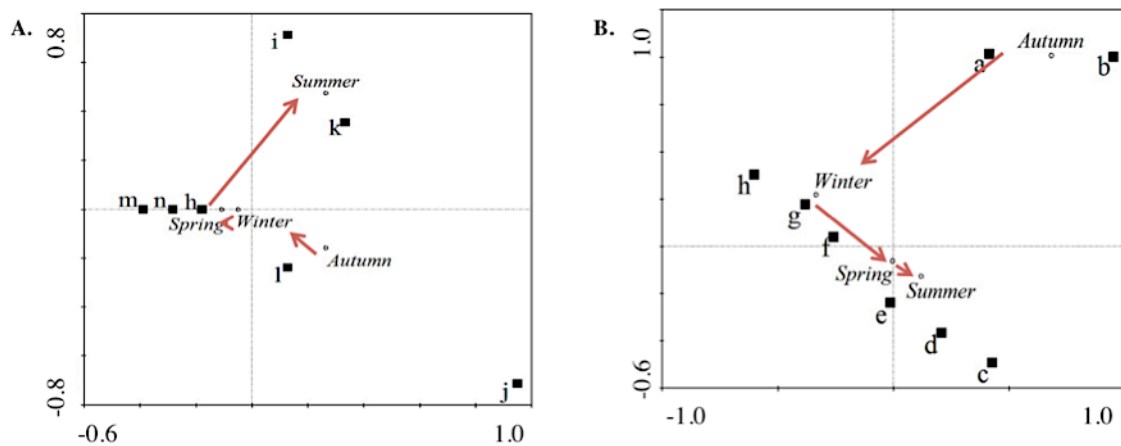 A.
0.8
i
Summer
k
m n h
Spring Winter
Autumn
l
j
-0.8
-0.6 1.0
B.
1.0
Autumn
a b
h
Winter
g
f
Spring
Summer
e
d
c
-0.6
-1.0 1.0